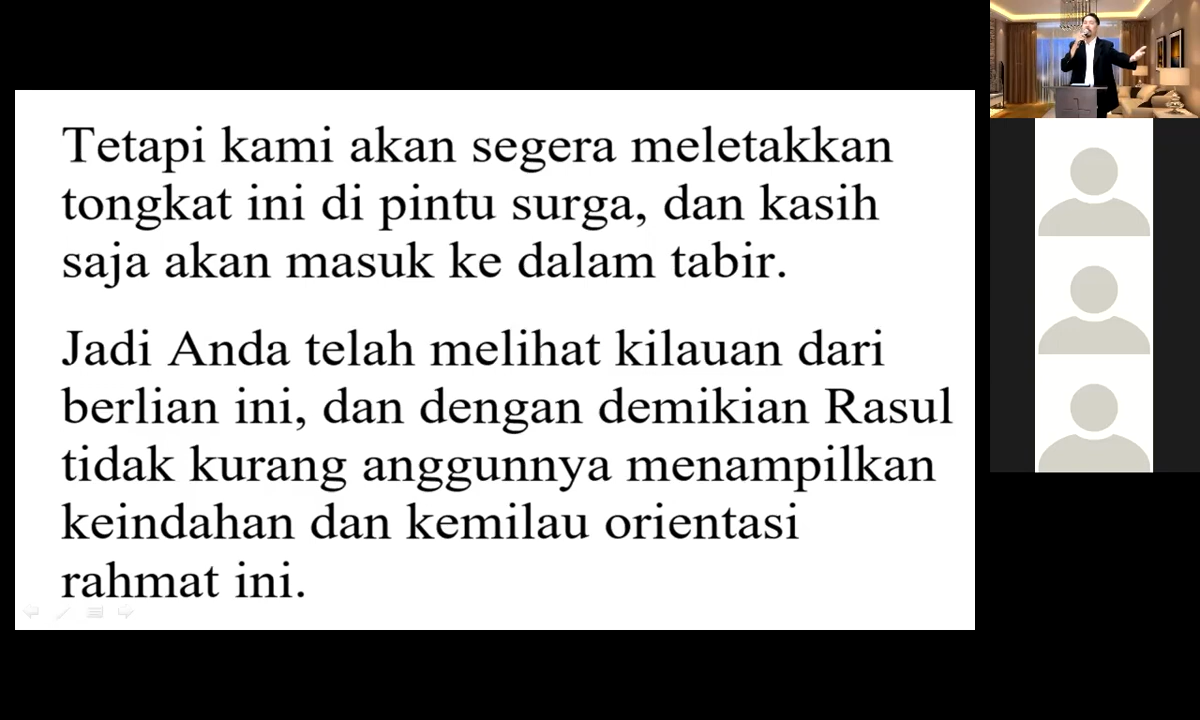 Tetapi kami akan segera meletakkan
tongkat ini di pintu surga, dan kasih
saja akan masuk ke dalam tabir.
Jadi Anda telah melihat kilauan dari
berlian ini, dan dengan demikian Rasul
tidak kurang anggunnya menampilkan
keindahan dan kemilau orientasi
rahmat ini.